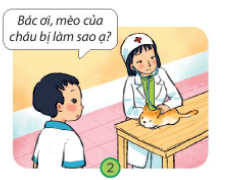 Bác ơi, mèo của
cháu bị làm sao ạ?
2